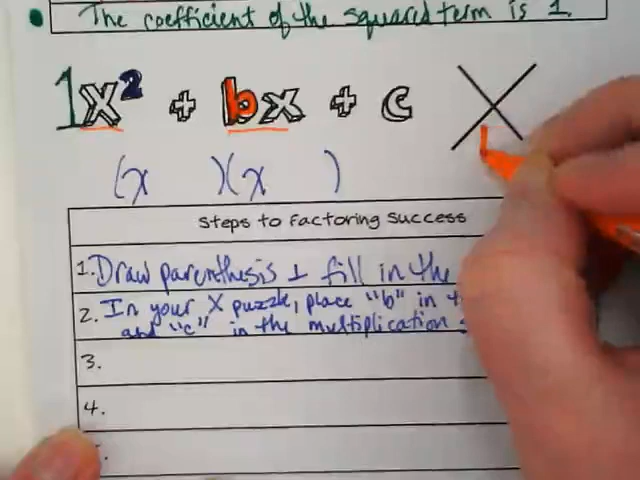 The coefficient of the squared term is 1.
1x² + bx + c
(x )(x )
Steps to Factoring Success
1. Draw parenthesis + fill in the
2. In your X puzzle, place "b" in
and "c" in the multiplication
3.
4.